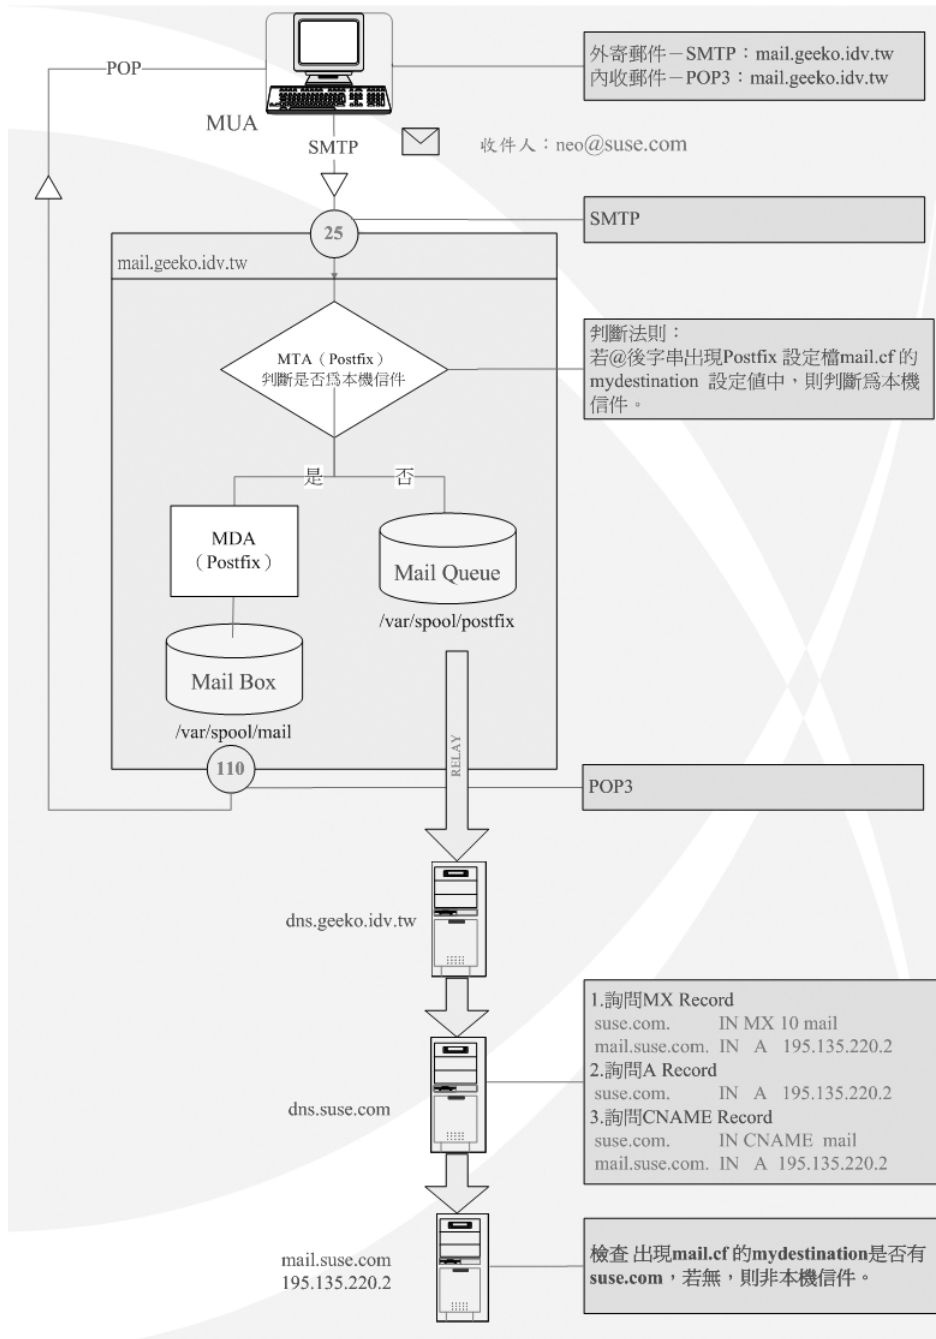 POP
外寄郵件－SMTP：mail.geeko.idv.tw
內收郵件－POP3：mail.geeko.idv.tw
MUA
SMTP
收件人：neo@suse.com
25
SMTP
mail.geeko.idv.tw
MTA（Postfix）
判斷是否為本機信件
判斷法則：
若@後字串出現Postfix 設定檔mail.cf 的
mydestination 設定值中，則判斷為本機
信件。
是
否
MDA
（Postfix）
Mail Queue
/var/spool/postfix
Mail Box
/var/spool/mail
110
RELAY
POP3
dns.geeko.idv.tw
1.詢問MX Record
suse.com. IN MX 10 mail
mail.suse.com. IN A 195.135.220.2
2.詢問A Record
suse.com. IN A 195.135.220.2
3.詢問CNAME Record
suse.com. IN CNAME mail
mail.suse.com. IN A 195.135.220.2
dns.suse.com
mail.suse.com
195.135.220.2
檢查 出現mail.cf 的mydestination是否有
suse.com，若無，則非本機信件。